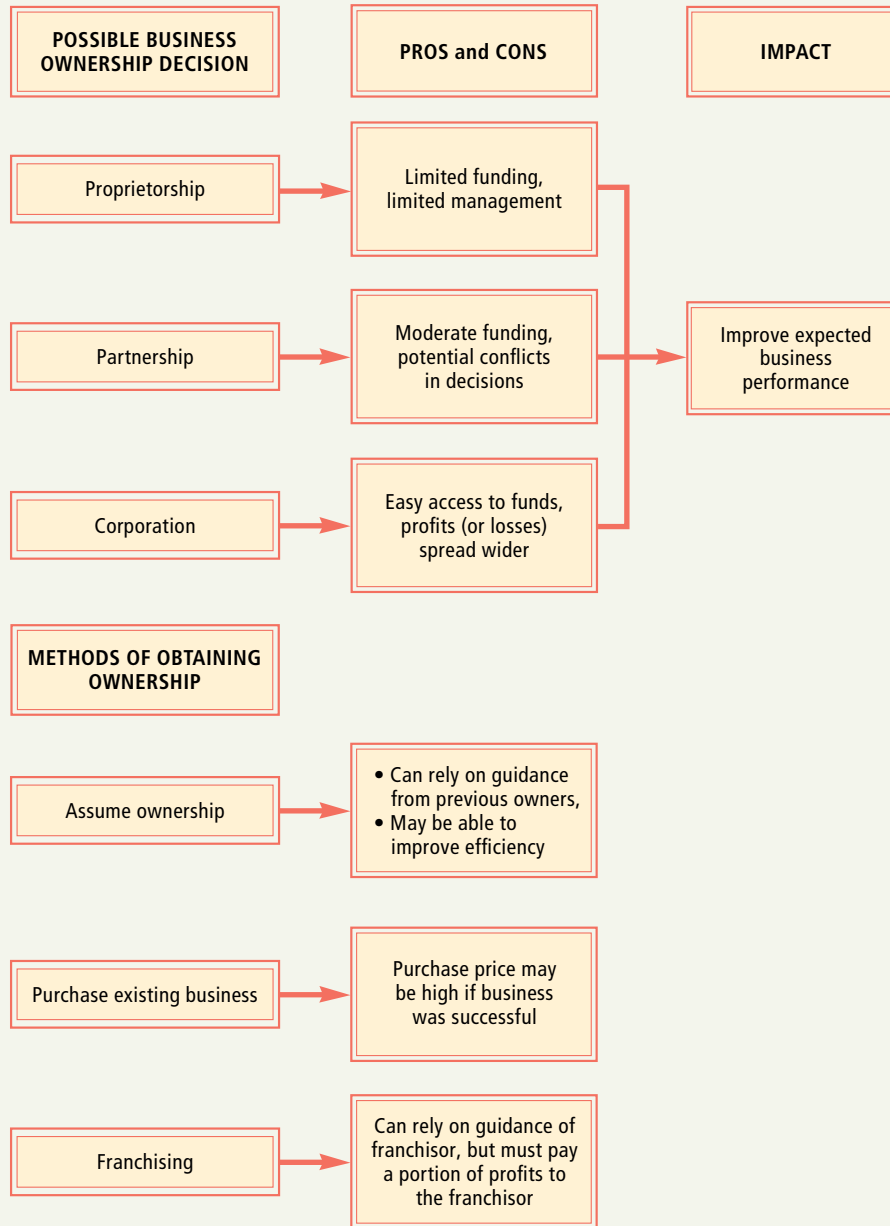 POSSIBLE BUSINESS
OWNERSHIP DECISION
PROS and CONS
IMPACT
Proprietorship
Limited funding,
limited management
Partnership
Moderate funding,
potential conflicts
in decisions
Improve expected
business
performance
Corporation
Easy access to funds,
profits (or losses)
spread wider
METHODS OF OBTAINING
OWNERSHIP
Assume ownership
• Can rely on guidance
from previous owners,
• May be able to
improve efficiency
Purchase existing business
Purchase price may
be high if business
was successful
Franchising
Can rely on guidance of
franchisor, but must pay
a portion of profits to
the franchisor